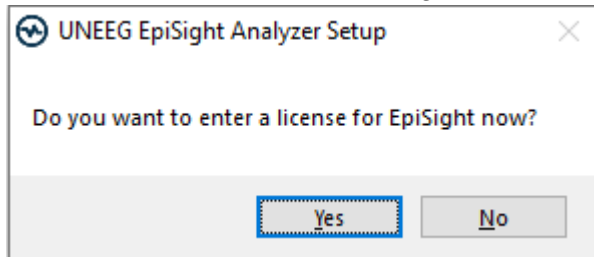 UNEEG EpiSight Analyzer Setup
Do you want to enter a license for EpiSight now?
Yes
No